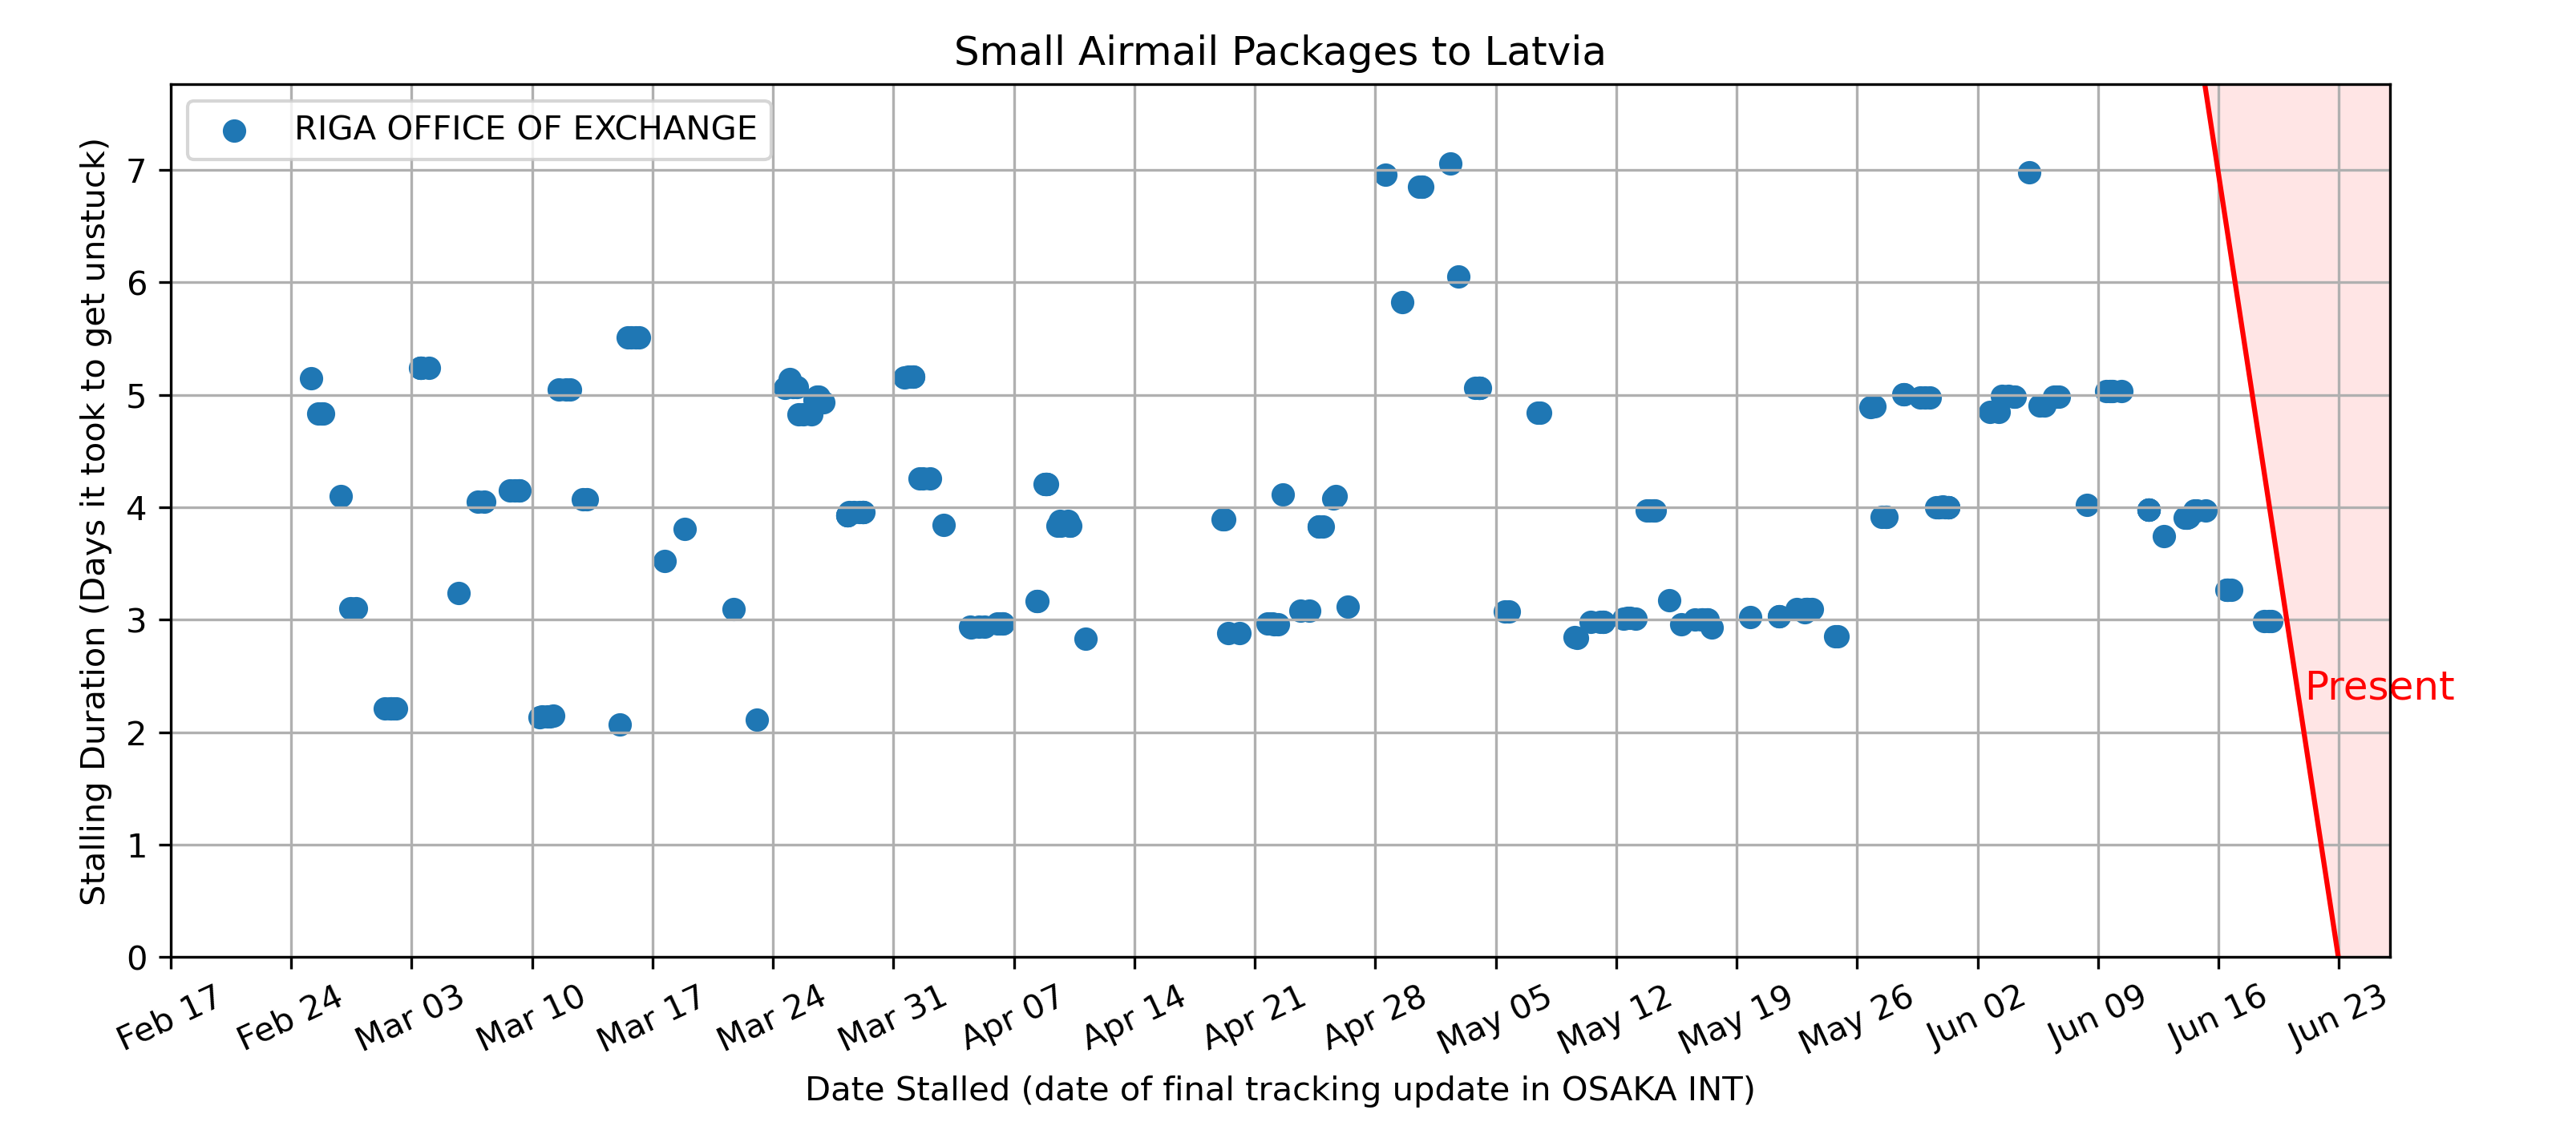 Small Airmail Packages to Latvia
RIGA OFFICE OF EXCHANGE
Stalling Duration (Days it took to get unstuck)
7
6
5
4
3
2
1
0
Present
Feb 17
Feb 24
Mar 03
Mar 10
Mar 17
Mar 24
Mar 31
Apr 07
Apr 14
Apr 21
Apr 28
May 05
May 12
May 19
May 26
Jun 02
Jun 09
Jun 16
Jun 23
Date Stalled (date of final tracking update in OSAKA INT)